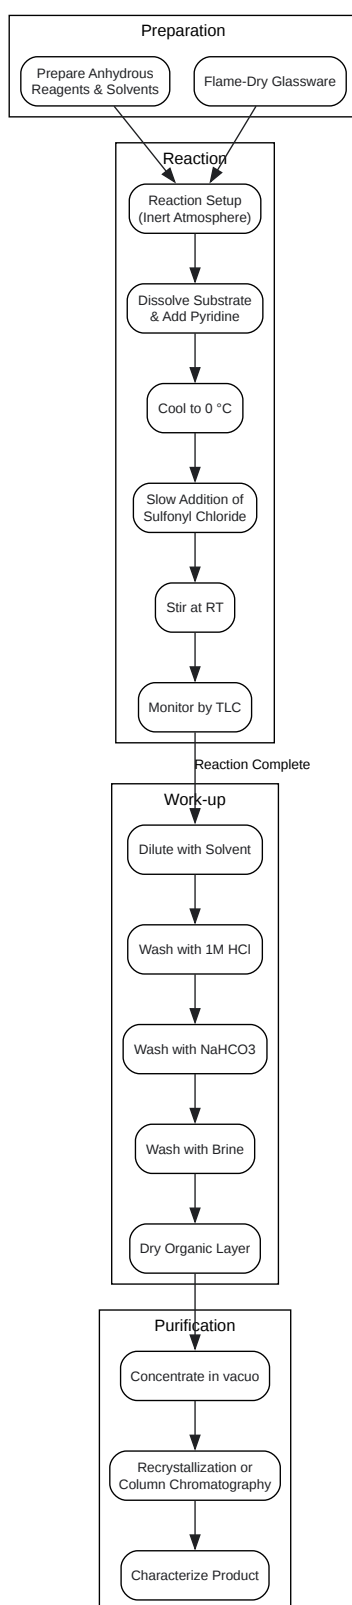 Preparation
Prepare Anhydrous
Reagents & Solvents
Flame-Dry Glassware
Reaction
Reaction Setup
(Inert Atmosphere)
Dissolve Substrate
& Add Pyridine
Cool to 0 °C
Slow Addition of
Sulfonyl Chloride
Stir at RT
Monitor by TLC
Reaction Complete
Work-up
Dilute with Solvent
Wash with 1M HCl
Wash with NaHCO3
Wash with Brine
Dry Organic Layer
Purification
Concentrate in vacuo
Recrystallization or
Column Chromatography
Characterize Product